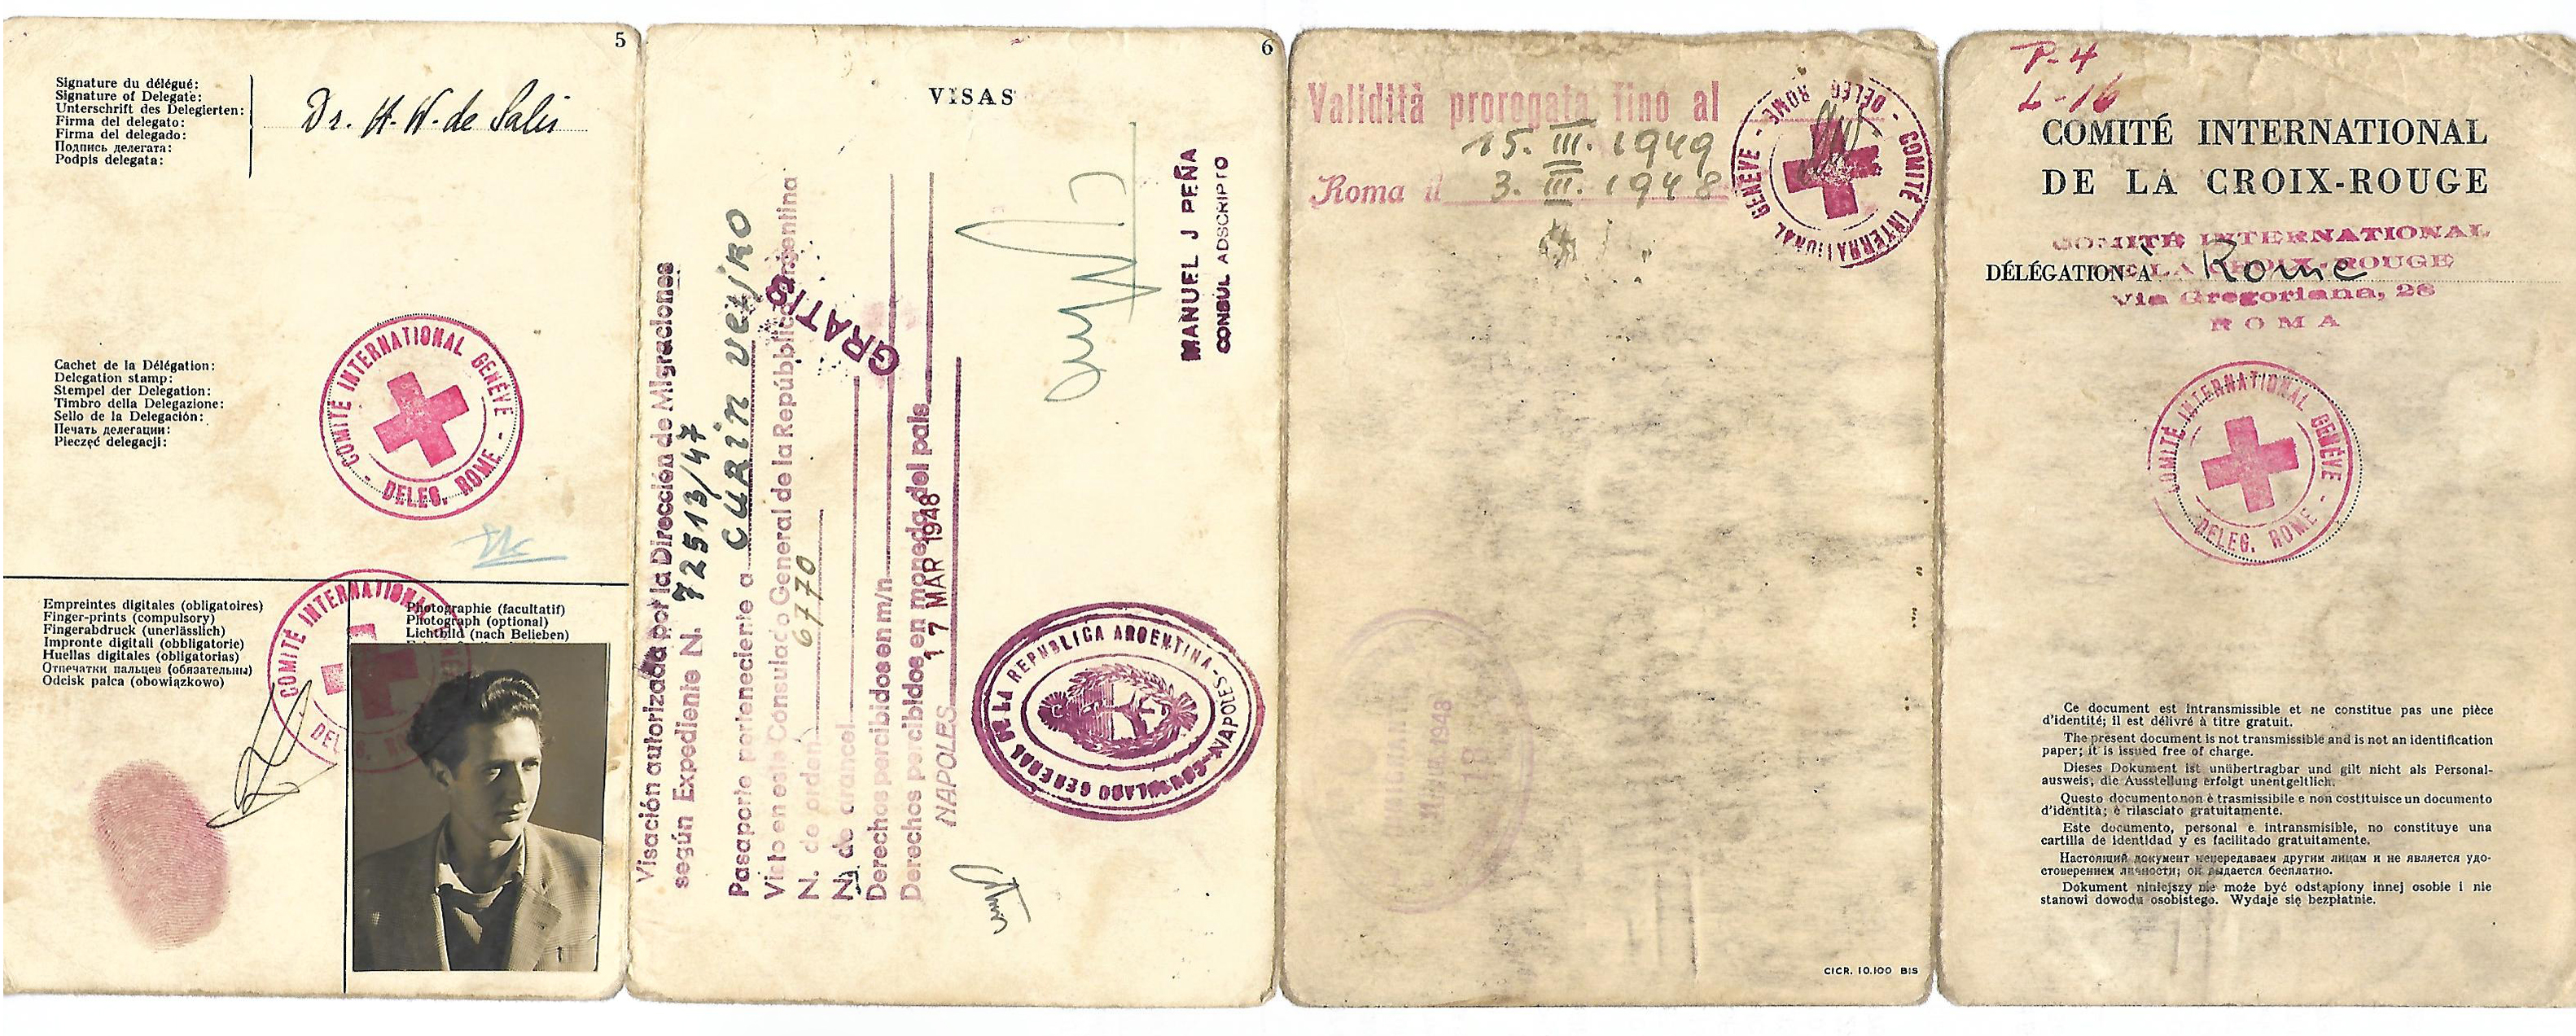 5
Signature du délégué:
Signature of Delegate:
Unterschrift des Delegierten:
Firma del delegato:
Firma del delegado:
Подпись делегата:
Podpis delegata:
Dr. H. W. de Salis
Cachet de la Délégation:
Delegation stamp:
Stempel der Delegation:
Timbro della Delegazione:
Sello de la Delegación:
Печать делегации:
Pieczęć delegacji:
COMITÉ INTERNATIONAL GENÈVE - DELEG. ROME -
Empreintes digitales (obligatoires)
Finger-prints (compulsory)
Fingerabdruck (unerlässlich)
Impronte digitali (obbligatorie)
Huellas digitales (obligatorias)
Отпечатки пальцев (обязательны)
Odcisk palca (obowiązkowo)
Photographie (facultatif)
Photograph (optional)
Lichtbild (nach Belieben)
COMITÉ INTERNATIONAL
6
VISAS
Visación autorizada por la Dirección de Migraciones
según Expediente N. 72513/47
Pasaporte perteneciente a CURIN VEJKO
Visto en este Consulado General de la República Argentina
N. de orden 6770
N. de arancel
Derechos percibidos en m/n
Derechos percibidos en moneda del pais
NAPOLES 17 MAR 1948
GRATIS
MANUEL J PEÑA
CONSUL ADSCRIPTO
CONSULADO GENERAL DE LA REPUBLICA ARGENTINA - NAPOLES -
Validità prorogata fino al
15. III. 1949
Roma il 3. III. 1948
COMITÉ INTERNATIONAL GENÈVE - DELEG. ROME -
1948
CICR. 10.100 BIS
P-4
L-16
COMITÉ INTERNATIONAL
DE LA CROIX-ROUGE
COMITÉ INTERNATIONAL
DE LA CROIX-ROUGE
DÉLÉGATION À Rome
Via Gregoriana, 28
ROMA
COMITÉ INTERNATIONAL GENÈVE - DELEG. ROME -
Ce document est intransmissible et ne constitue pas une pièce
d'identité; il est délivré à titre gratuit.
The present document is not transmissible and is not an identification
paper; it is issued free of charge.
Dieses Dokument ist unübertragbar und gilt nicht als Personal-
ausweis, die Ausstellung erfolgt unentgeltlich.
Questo documento non è trasmissibile e non costituisce un documento
d'identità; è rilasciato gratuitamente.
Este documento, personal e intransmisible, no constituye una
cartilla de identidad y es facilitado gratuitamente.
Настоящий документ непередаваем другим лицам и не является удо-
стоверением личности; он выдается бесплатно.
Dokument niniejszy nie może być odstąpiony innej osobie i nie
stanowi dowodu osobistego. Wydaje się bezpłatnie.